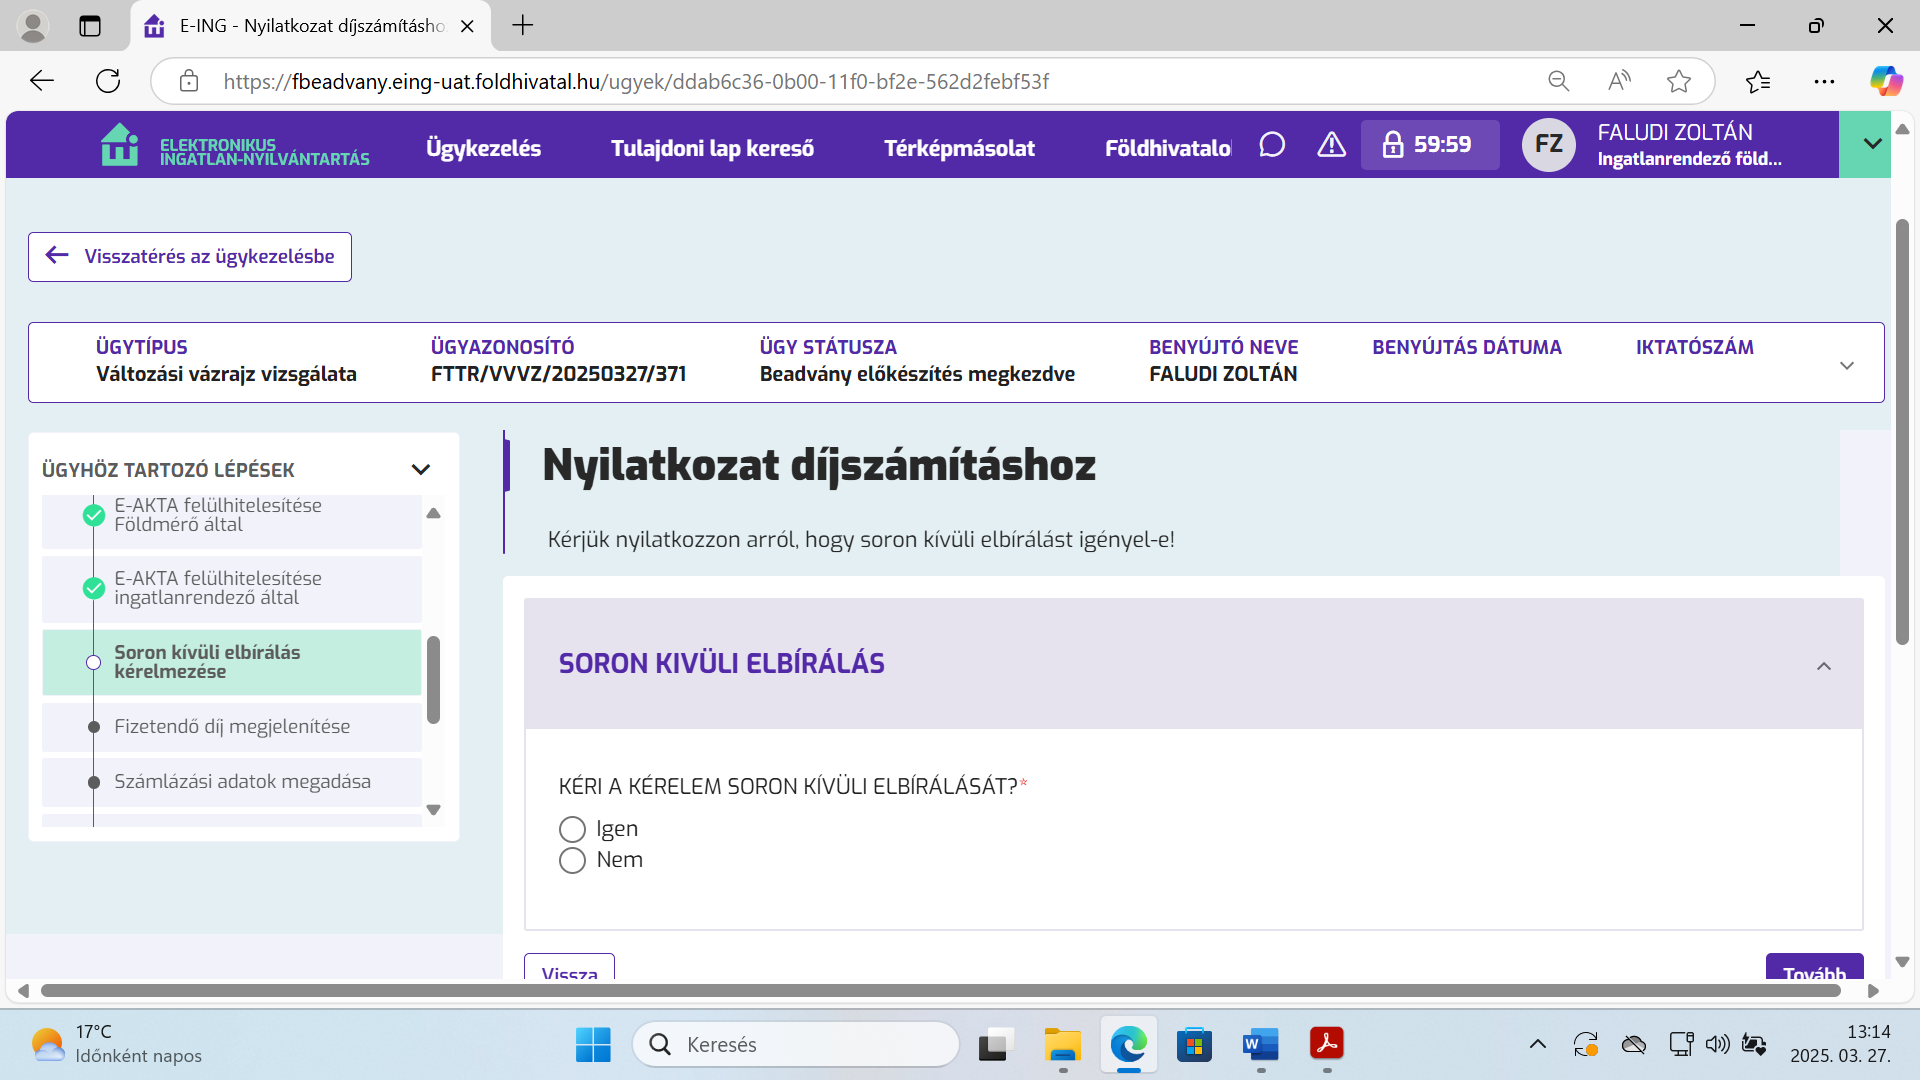 E-ING - Nyilatkozat díjszámításho
https://fbeadvany.eing-uat.foldhivatal.hu/ugyek/ddab6c36-0b00-11f0-bf2e-562d2febf53f
ELEKTRONIKUS
INGATLAN-NYILVÁNTARTÁS
Ügykezelés
Tulajdoni lap kereső
Térképmásolat
Földhivatalo
59:59
FZ
FALUDI ZOLTÁN
Ingatlanrendező föld...
Visszatérés az ügykezelésbe
ÜGYTÍPUS
Változási vázrajz vizsgálata
ÜGYAZONOSÍTÓ
FTTR/VVVZ/20250327/371
ÜGY STÁTUSZA
Beadvány előkészítés megkezdve
BENYÚJTÓ NEVE
FALUDI ZOLTÁN
BENYÚJTÁS DÁTUMA
IKTATÓSZÁM
ÜGYHÖZ TARTOZÓ LÉPÉSEK
E-AKTA felülhitelesítése
Földmérő által
E-AKTA felülhitelesítése
ingatlanrendező által
Soron kívüli elbírálás
kérelmezése
Fizetendő díj megjelenítése
Számlázási adatok megadása
Nyilatkozat díjszámításhoz
Kérjük nyilatkozzon arról, hogy soron kívüli elbírálást igényel-e!
SORON KIVÜLI ELBÍRÁLÁS
KÉRI A KÉRELEM SORON KÍVÜLI ELBÍRÁLÁSÁT?*
Igen
Nem
Vissza
Tovább
17°C
Időnként napos
Keresés
13:14
2025. 03. 27.